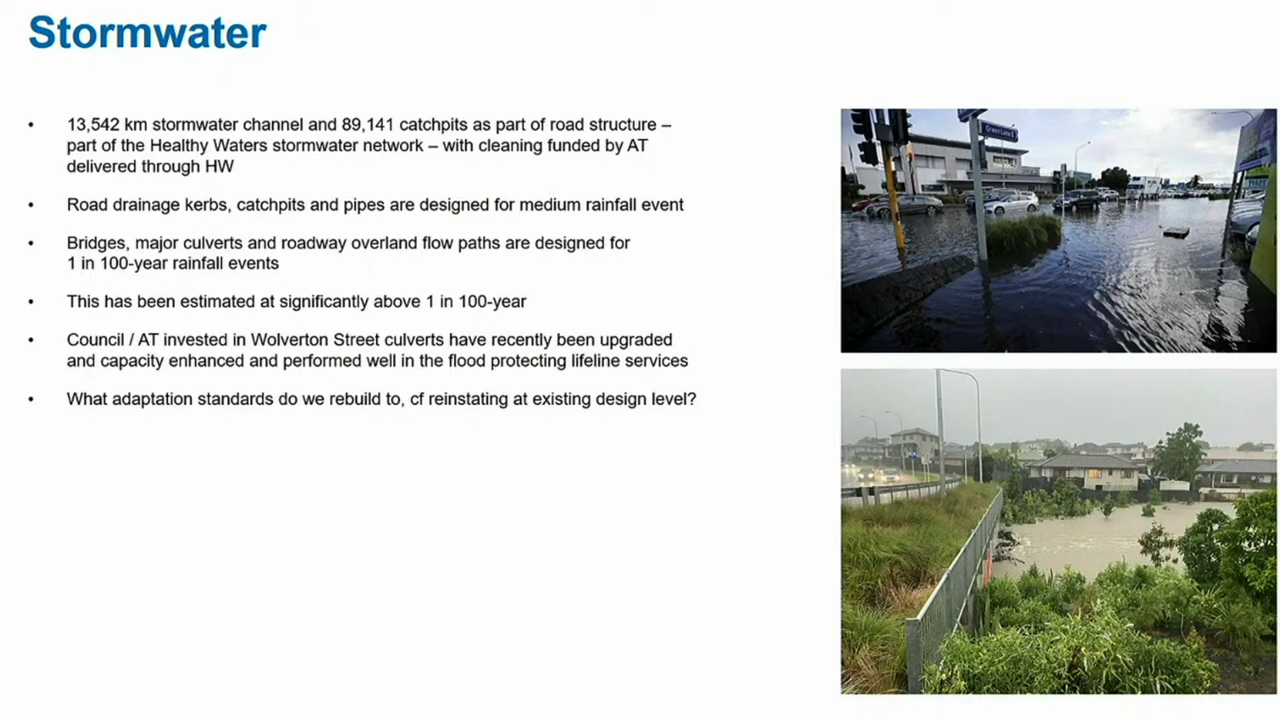 Stormwater
• 13,542 km stormwater channel and 89,141 catchpits as part of road structure –
part of the Healthy Waters stormwater network – with cleaning funded by AT
delivered through HW
• Road drainage kerbs, catchpits and pipes are designed for medium rainfall event
• Bridges, major culverts and roadway overland flow paths are designed for
1 in 100-year rainfall events
• This has been estimated at significantly above 1 in 100-year
• Council / AT invested in Wolverton Street culverts have recently been upgraded
and capacity enhanced and performed well in the flood protecting lifeline services
• What adaptation standards do we rebuild to, cf reinstating at existing design level?